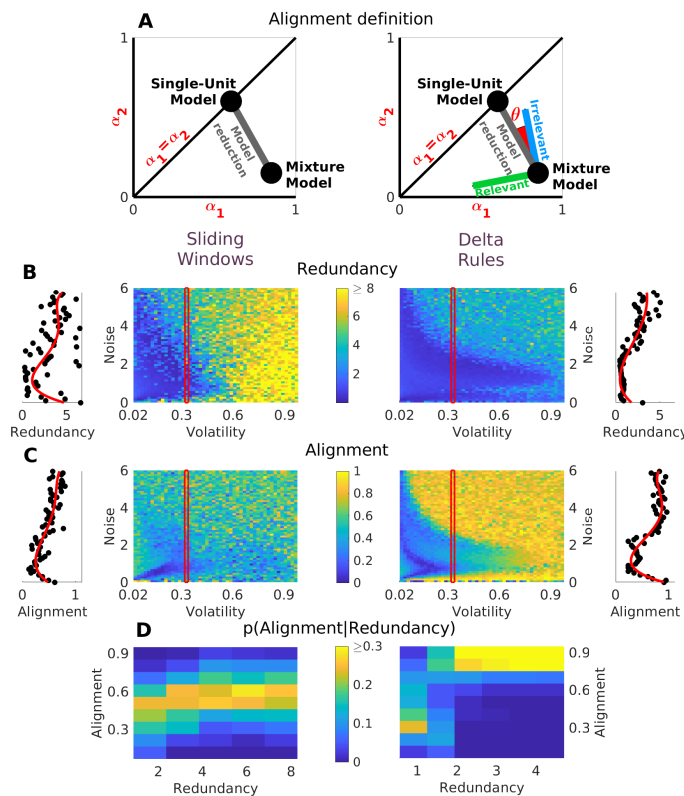 A Alignment definition
1
α2
α1 = α2
Single-Unit
Model
Model
reduction
Mixture
Model
0
0
α1
1
1
α2
α1 = α2
Single-Unit
Model
θ
Irrelevant
Model
reduction
Relevant
Mixture
Model
0
0
α1
1
Sliding
Windows
Delta
Rules
B Redundancy
0 5
Redundancy
6
4
2
0
Noise
0.02 0.3 0.6 0.9
Volatility
≥ 8
6
4
2
0.02 0.3 0.6 0.9
Volatility
6
4
2
0
Noise
0 5
Redundancy
C Alignment
0 1
Alignment
6
4
2
0
Noise
0.02 0.3 0.6 0.9
Volatility
1
0.8
0.6
0.4
0.2
0
0.02 0.3 0.6 0.9
Volatility
6
4
2
0
Noise
0 1
Alignment
D p(Alignment|Redundancy)
Alignment
0.9
0.6
0.3
2 4 6 8
Redundancy
≥0.3
0.2
0.1
0
1 2 3 4
Redundancy
0.9
0.6
0.3
Alignment